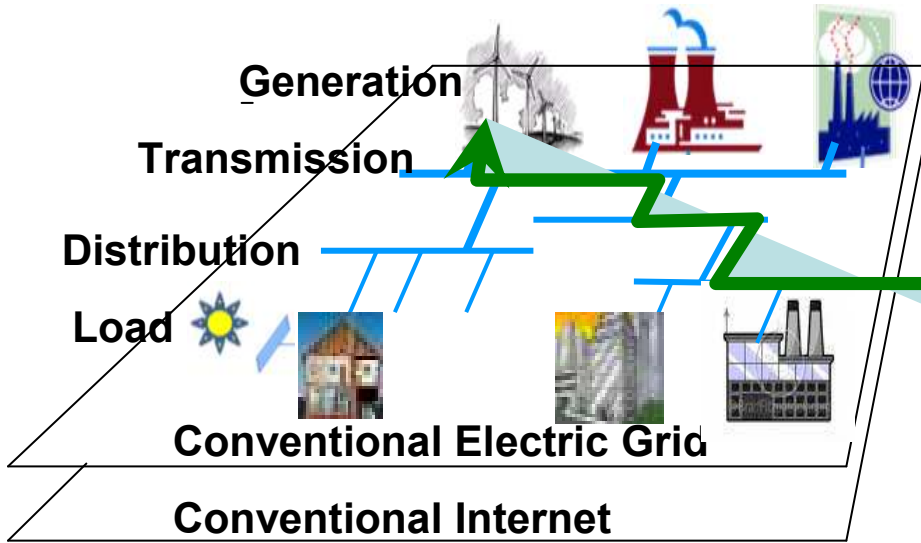 Generation
Transmission
Distribution
Load
Conventional Electric Grid
Conventional Internet